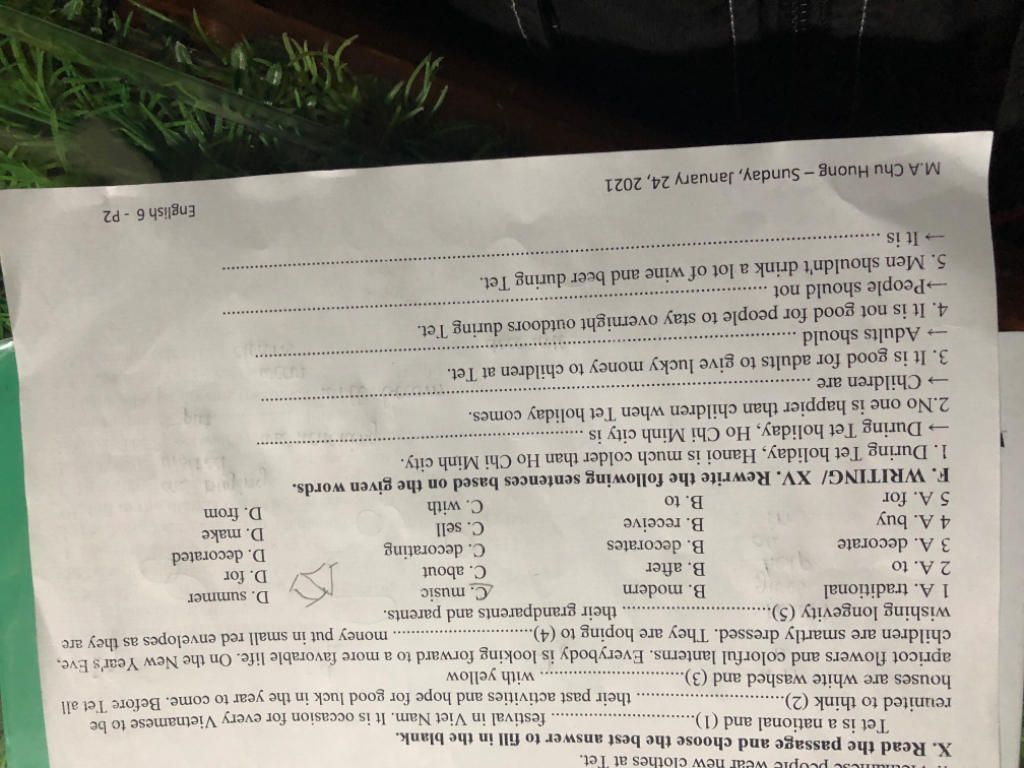 people wear new clothes at Tet.
X. Read the passage and choose the best answer to fill in the blank.
Tet is a national and (1)............................ festival in Viet Nam. It is occasion for every Vietnamese to be
reunited to think (2)............................ their past activities and hope for good luck in the year to come. Before Tet all
houses are white washed and (3)............................ with yellow
apricot flowers and colorful lanterns. Everybody is looking forward to a more favorable life. On the New Year's Eve,
children are smartly dressed. They are hoping to (4)............................ money put in small red envelopes as they are
wishing longevity (5)............................ their grandparents and parents.
1 A. traditional B. modern C. music D. summer
2 A. to B. after C. about D. for
3 A. decorate B. decorates C. decorating D. decorated
4 A. buy B. receive C. sell D. make
5 A. for B. to C. with D. from
F. WRITING/ XV. Rewrite the following sentences based on the given words.
1. During Tet holiday, Hanoi is much colder than Ho Chi Minh city.
→ During Tet holiday, Ho Chi Minh city is ............................
2.No one is happier than children when Tet holiday comes.
→ Children are ............................
3. It is good for adults to give lucky money to children at Tet.
→ Adults should ............................
4. It is not good for people to stay overnight outdoors during Tet.
→People should not ............................
5. Men shouldn't drink a lot of wine and beer during Tet.
→ It is ............................
English 6 - P2
M.A Chu Huong – Sunday, January 24, 2021